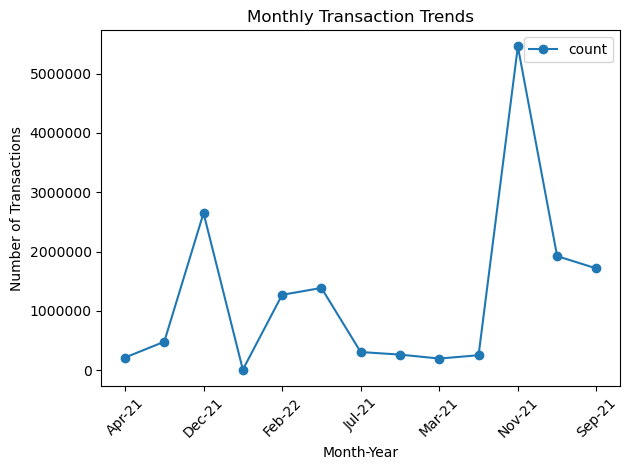 Monthly Transaction Trends
count
Number of Transactions
5000000
4000000
3000000
2000000
1000000
0
Apr-21
Dec-21
Feb-22
Jul-21
Mar-21
Nov-21
Sep-21
Month-Year